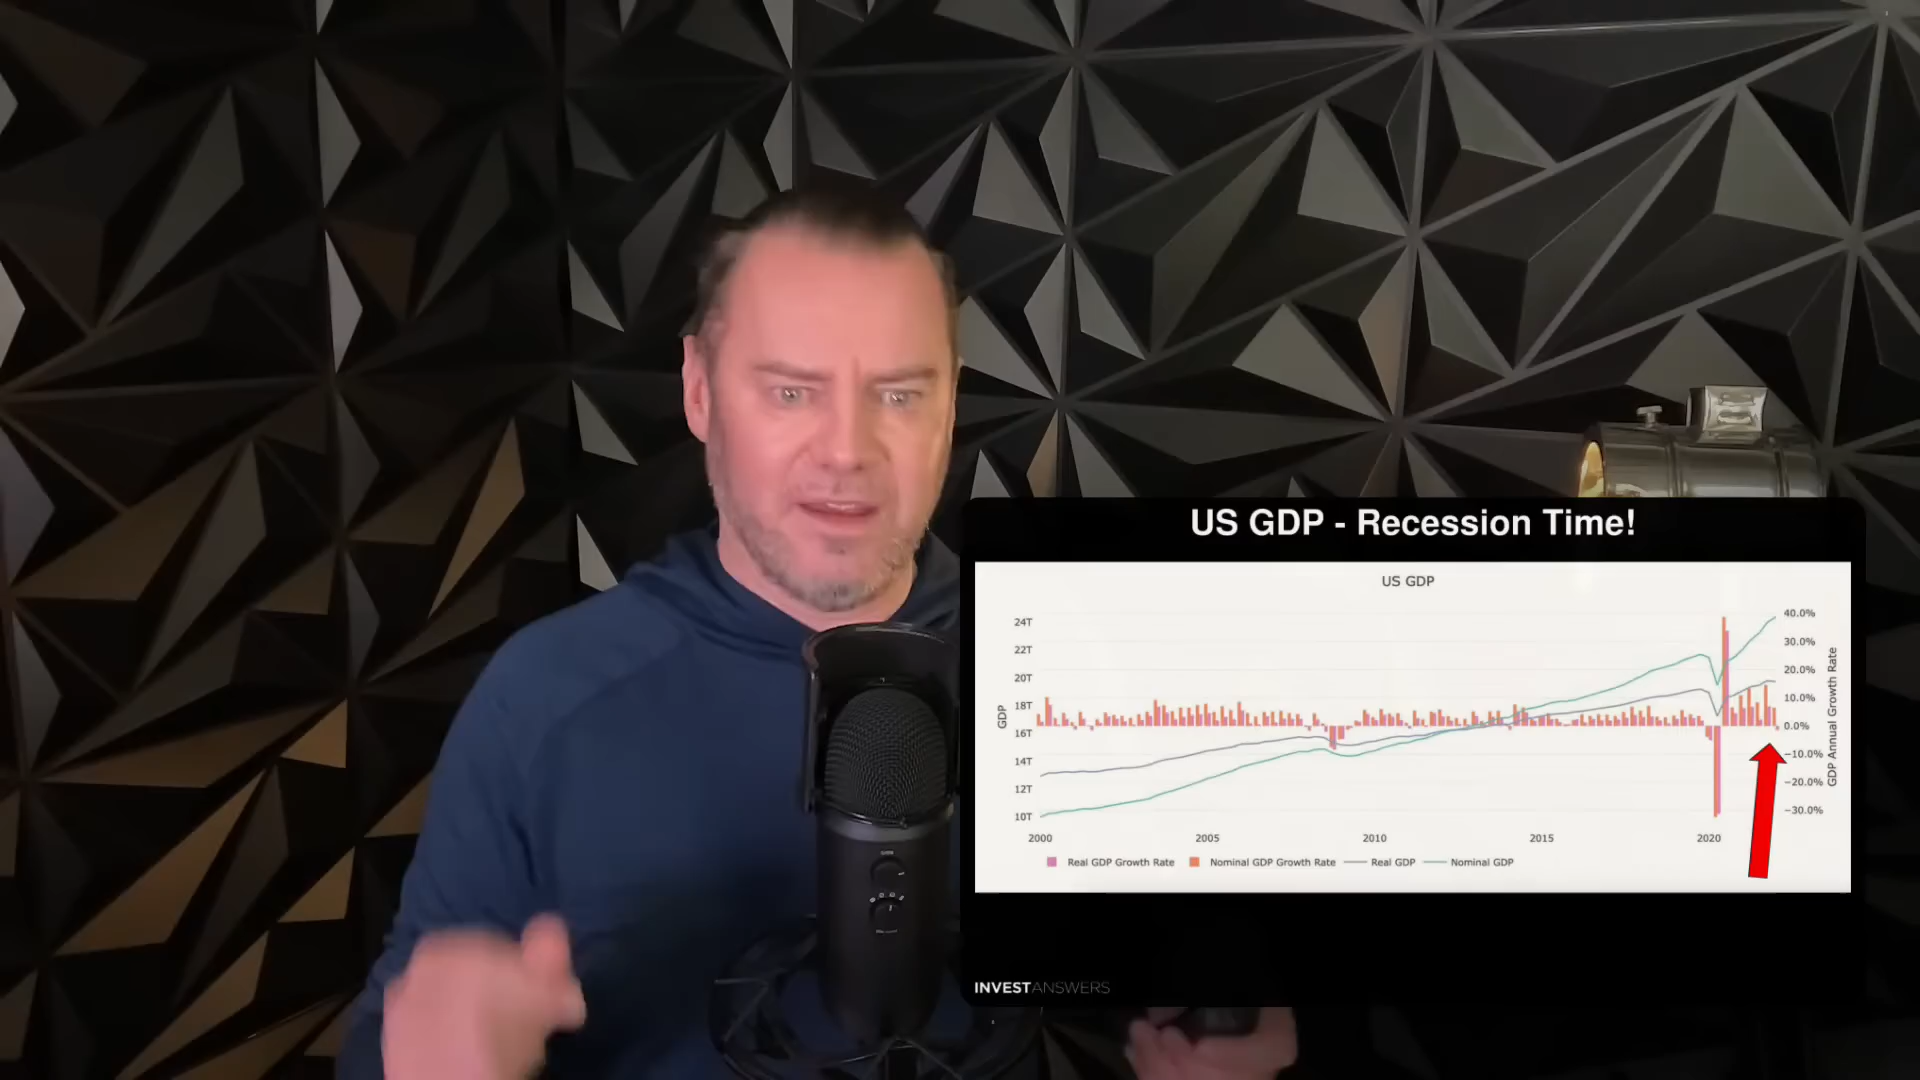 US GDP - Recession Time!
US GDP
24T
22T
20T
18T
16T
14T
12T
10T
GDP
40.0%
30.0%
20.0%
10.0%
0.0%
−10.0%
−20.0%
−30.0%
GDP Annual Growth Rate
2000 2005 2010 2015 2020
Real GDP Growth Rate Nominal GDP Growth Rate Real GDP Nominal GDP
INVESTANSWERS